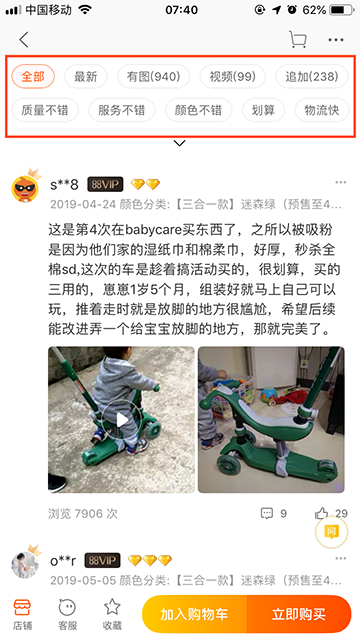 中国移动 07:40 62%
全部 最新 有图(940) 视频(99) 追加(238)
质量不错 服务不错 颜色不错 划算 物流快
s**8 88VIP
2019-04-24 颜色分类:【三合一款】迷森绿（预售至4...
这是第4次在babycare买东西了，之所以被吸粉
是因为他们家的湿纸巾和棉柔巾，好厚，秒杀全
棉sd,这次的车是趁着搞活动买的，很划算，买的
三用的，崽崽1岁5个月，组装好就马上自己可以
玩，推着走时就是放脚的地方很尴尬，希望后续
能改进弄一个给宝宝放脚的地方，那就完美了。
浏览 7906 次 9 29
问
o**r 88VIP
2019-05-05 颜色分类:【三合一款】迷森绿（预售至4...
店铺 客服 收藏 加入购物车 立即购买